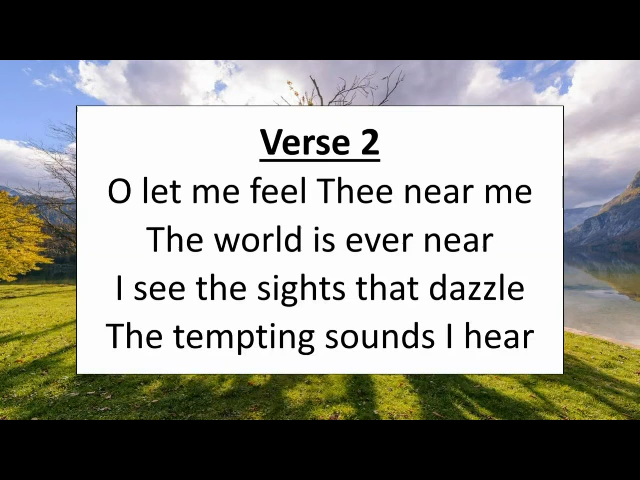 Verse 2
O let me feel Thee near me
The world is ever near
I see the sights that dazzle
The tempting sounds I hear